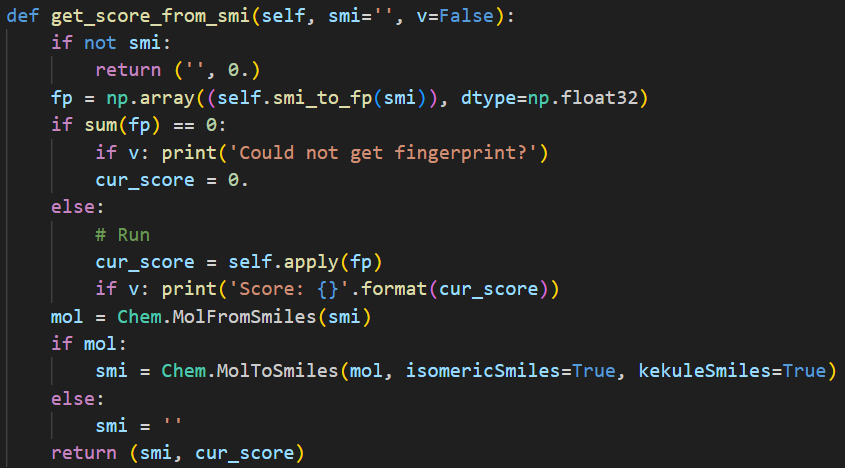 def get_score_from_smi(self, smi='', v=False):
    if not smi:
        return ('', 0.)
    fp = np.array((self.smi_to_fp(smi)), dtype=np.float32)
    if sum(fp) == 0:
        if v: print('Could not get fingerprint?')
        cur_score = 0.
    else:
        # Run
        cur_score = self.apply(fp)
        if v: print('Score: {}'.format(cur_score))
    mol = Chem.MolFromSmiles(smi)
    if mol:
        smi = Chem.MolToSmiles(mol, isomericSmiles=True, kekuleSmiles=True)
    else:
        smi = ''
    return (smi, cur_score)